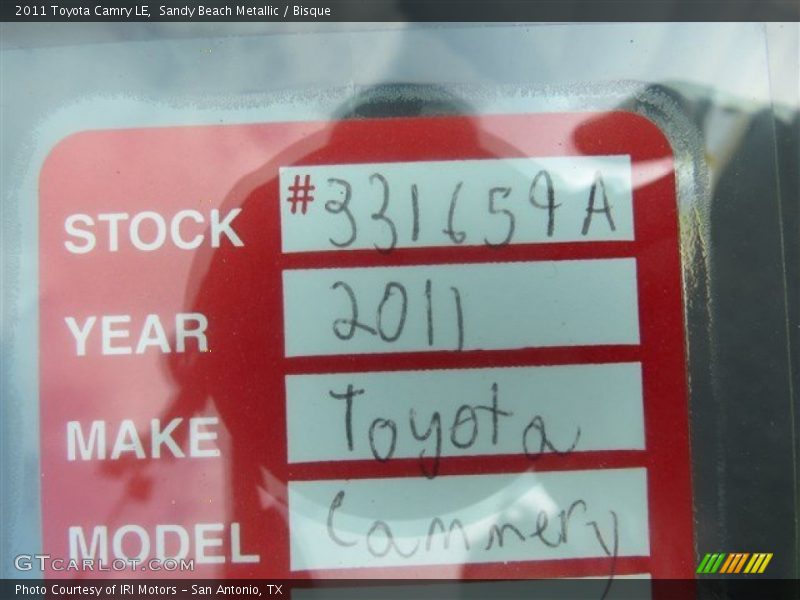 2011 Toyota Camry LE, Sandy Beach Metallic / Bisque
STOCK #331659A
YEAR 2011
MAKE Toyota
MODEL Camnery
GTCarlot.com
Photo Courtesy of IRI Motors – San Antonio, TX